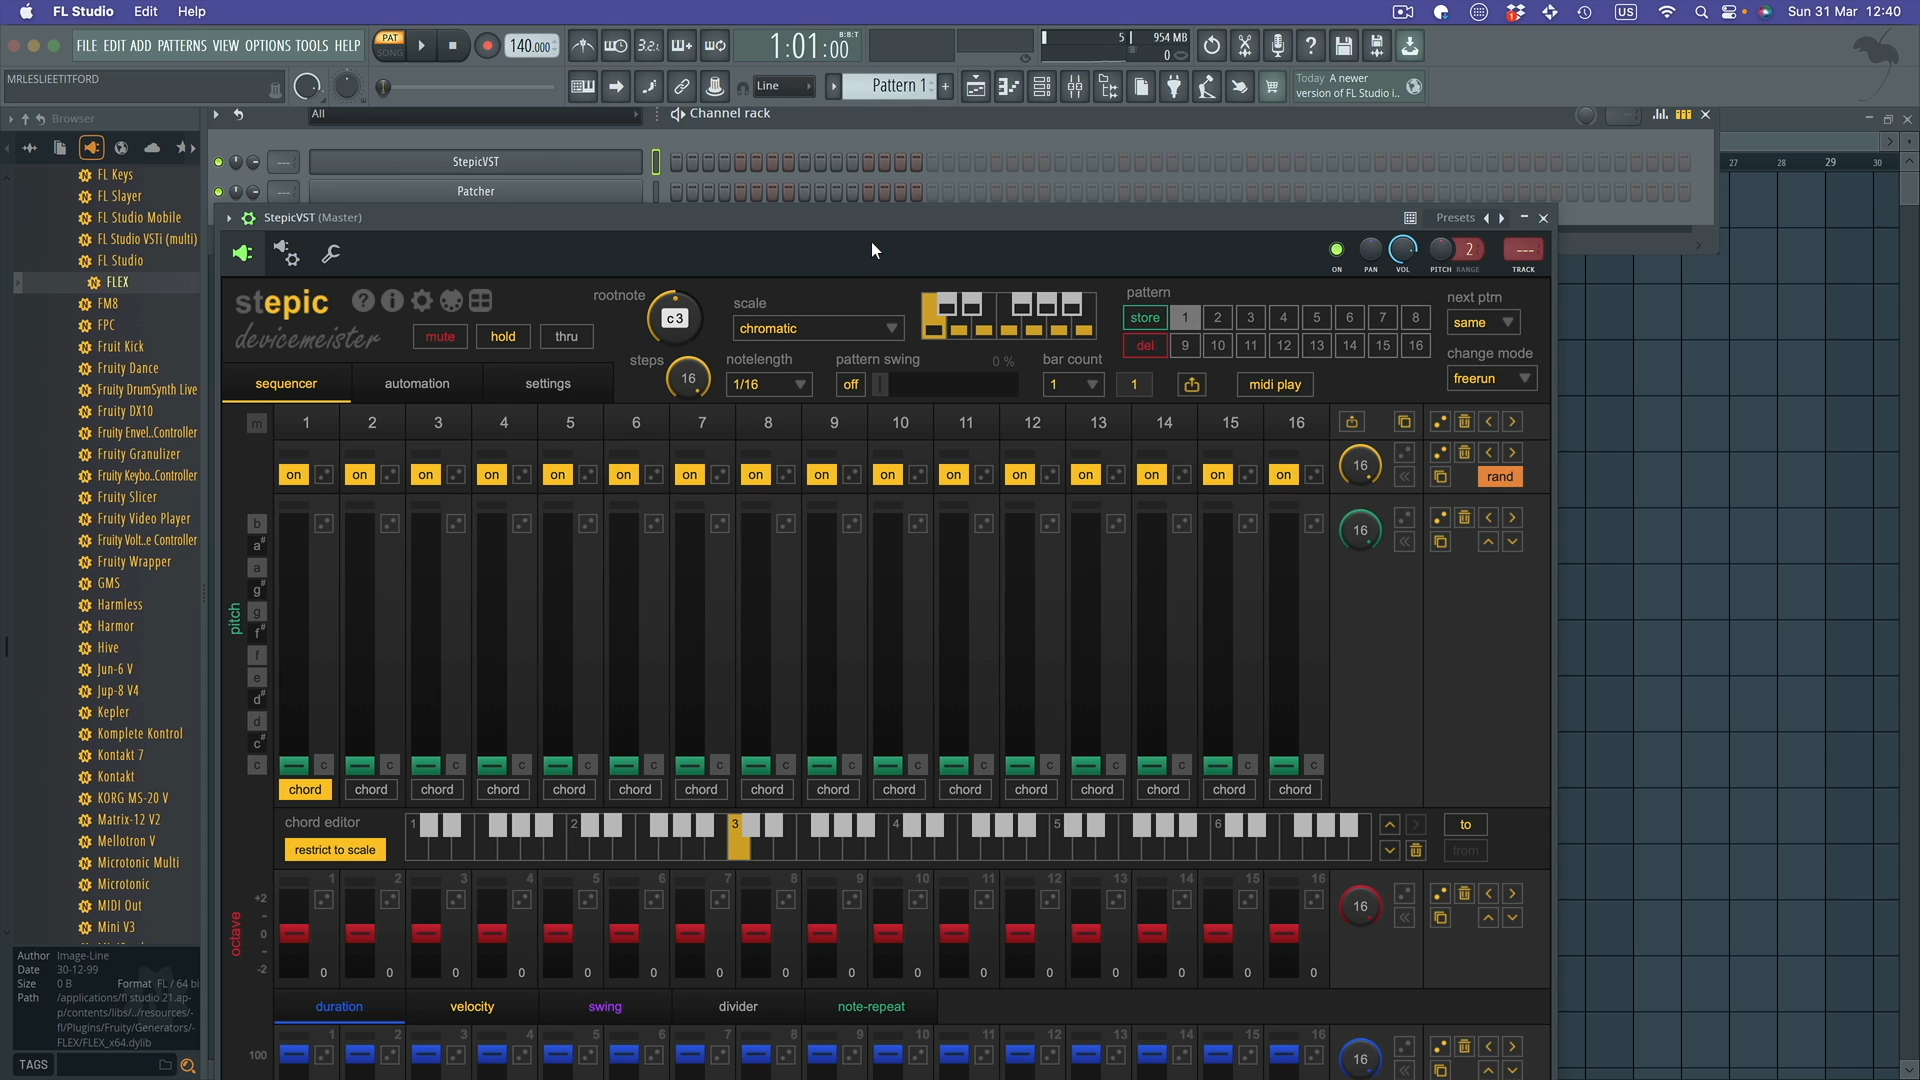 FL Studio Edit Help
US Sun 31 Mar 12:40
FILE EDIT ADD PATTERNS VIEW OPTIONS TOOLS HELP
PAT
SONG
140.000
3.2
1:01:00
B:B:T
5
954 MB
0
MRLESLIEETITFORD
Line
Pattern 1
Today A newer
version of FL Studio i..
Browser
All
Channel rack
StepicVST
Patcher
27 28 29 30
FL Keys
FL Slayer
FL Studio Mobile
FL Studio VSTi (multi)
FL Studio
FLEX
FM8
FPC
Fruit Kick
Fruity Dance
Fruity DrumSynth Live
Fruity DX10
Fruity Envel..Controller
Fruity Granulizer
Fruity Keybo..Controller
Fruity Slicer
Fruity Video Player
Fruity Volt..e Controller
Fruity Wrapper
GMS
Harmless
Harmor
Hive
Jun-6 V
Jup-8 V4
Kepler
Komplete Kontrol
Kontakt 7
Kontakt
KORG MS-20 V
Matrix-12 V2
Mellotron V
Microtonic Multi
Microtonic
MIDI Out
Mini V3
Author Image-Line
Date 30-12-99
Size 0 B Format FL / 64 bi
Path /applications/fl studio 21.ap-
p/contents/libs/../resources/-
fl/Plugins/Fruity/Generators/-
FLEX/FLEX_x64.dylib
TAGS
StepicVST (Master)
Presets
ON PAN VOL PITCH RANGE TRACK
2
---
stepic
devicemeister
mute hold thru
rootnote
c 3
scale
chromatic
pattern
store 1 2 3 4 5 6 7 8
del 9 10 11 12 13 14 15 16
next ptrn
same
change mode
freerun
steps
16
notelength
1/16
pattern swing 0 %
off
bar count
1
1
midi play
sequencer automation settings
m 1 2 3 4 5 6 7 8 9 10 11 12 13 14 15 16
on on on on on on on on on on on on on on on on
16
rand
pitch
16
b
a#
a
g#
g
f#
f
e
d#
d
c#
c
c c c c c c c c c c c c c c c c
chord chord chord chord chord chord chord chord chord chord chord chord chord chord chord chord
chord editor
restrict to scale
1 2 3 4 5 6
to
from
1 2 3 4 5 6 7 8 9 10 11 12 13 14 15 16
octave
+2
0
-2
16
0 0 0 0 0 0 0 0 0 0 0 0 0 0 0 0
duration velocity swing divider note-repeat
1 2 3 4 5 6 7 8 9 10 11 12 13 14 15 16
100
16